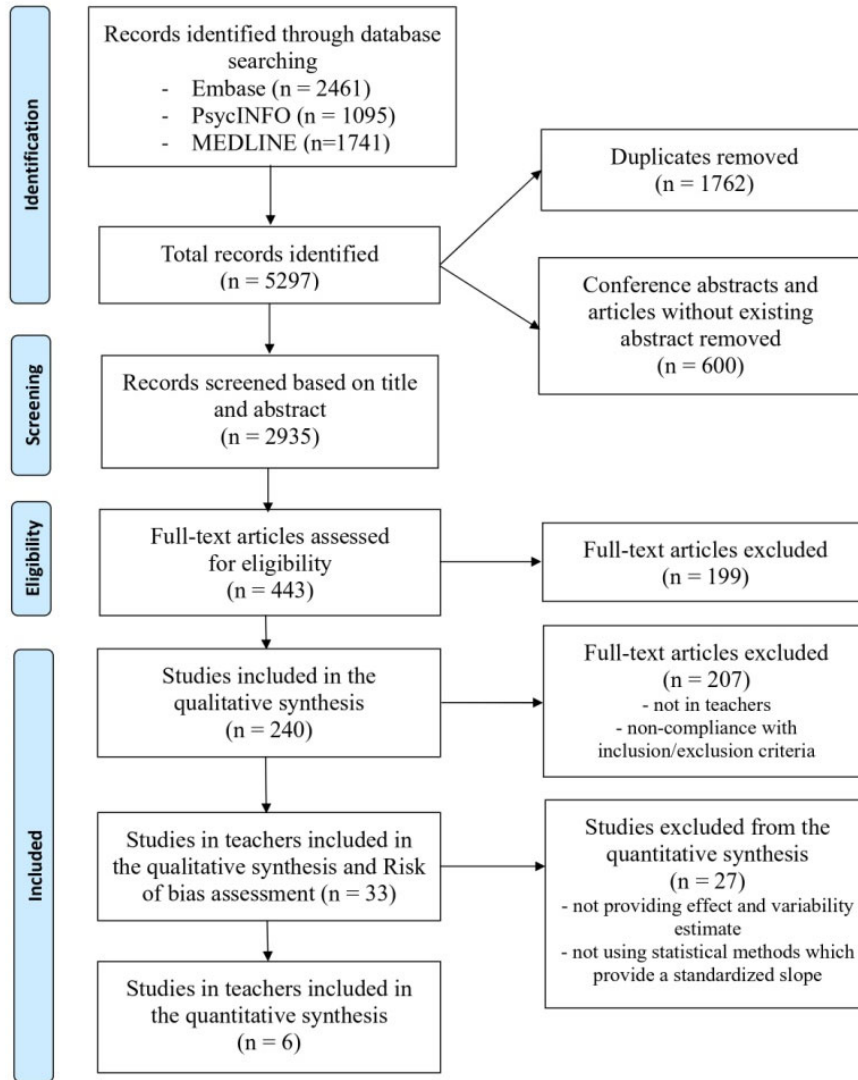 Identification
Records identified through database
searching
- Embase (n = 2461)
- PsycINFO (n = 1095)
- MEDLINE (n=1741)
Duplicates removed
(n = 1762)
Total records identified
(n = 5297)
Conference abstracts and
articles without existing
abstract removed
(n = 600)
Screening
Records screened based on title
and abstract
(n = 2935)
Eligibility
Full-text articles assessed
for eligibility
(n = 443)
Full-text articles excluded
(n = 199)
Included
Studies included in the
qualitative synthesis
(n = 240)
Full-text articles excluded
(n = 207)
- not in teachers
- non-compliance with
inclusion/exclusion criteria
Studies in teachers included in
the qualitative synthesis and Risk
of bias assessment (n = 33)
Studies excluded from the
quantitative synthesis
(n = 27)
- not providing effect and variability
estimate
- not using statistical methods which
provide a standardized slope
Studies in teachers included in
the quantitative synthesis
(n = 6)